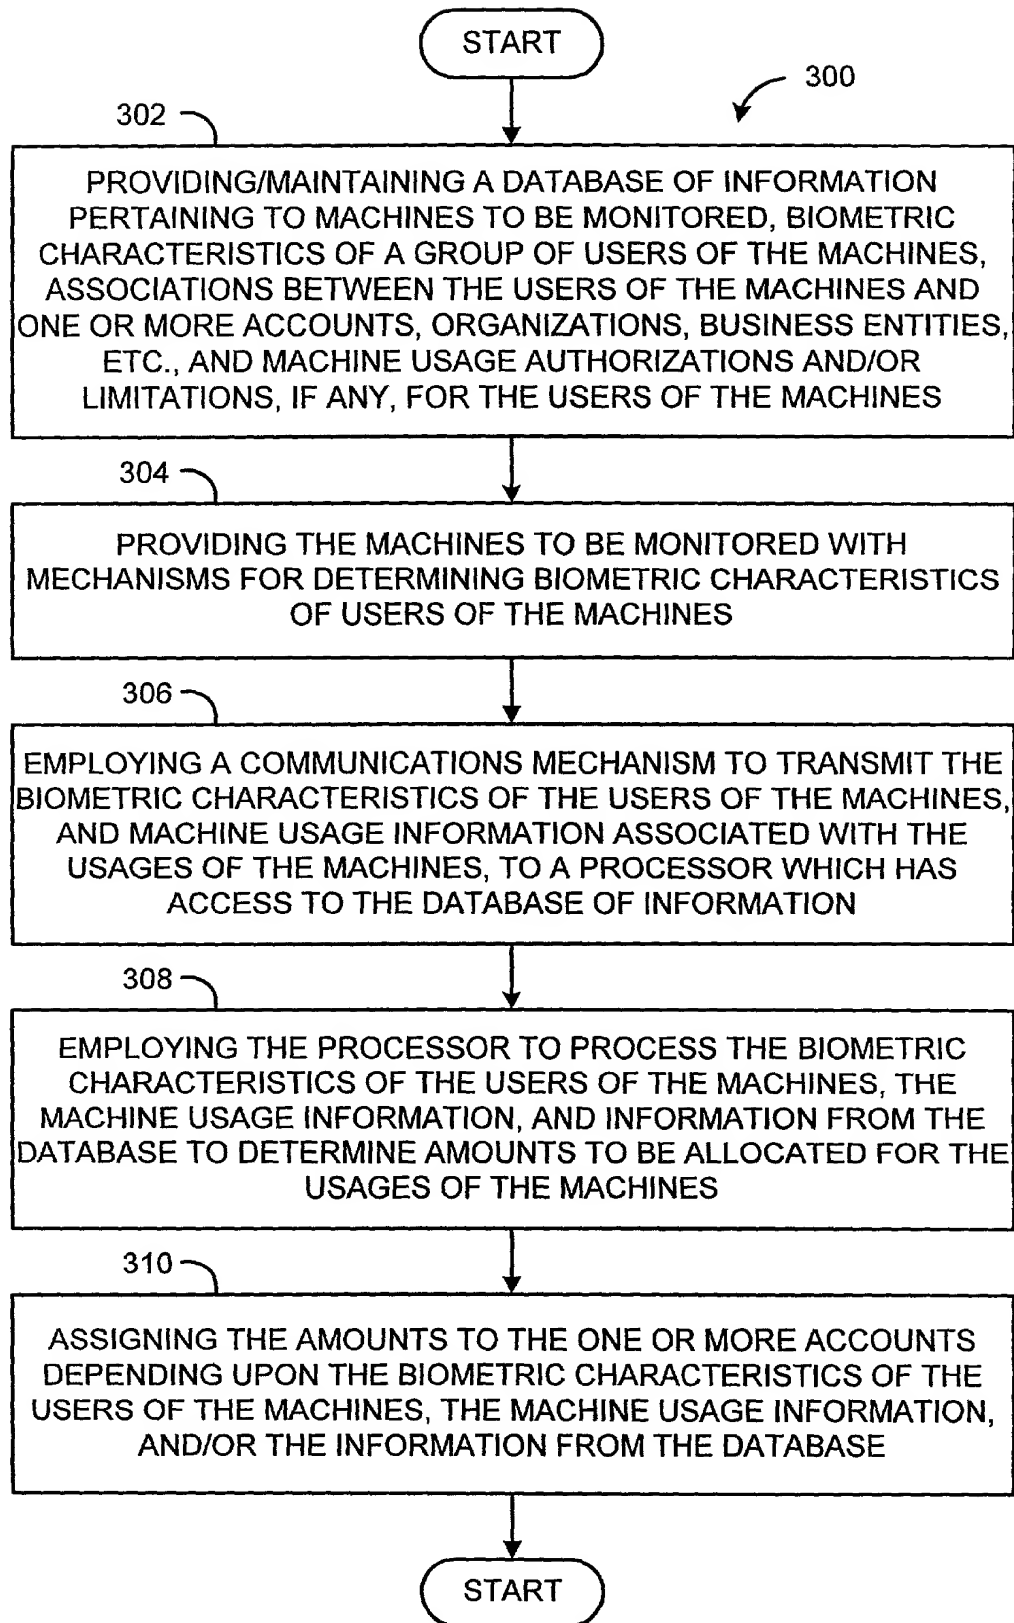 START
300
302
PROVIDING/MAINTAINING A DATABASE OF INFORMATION
PERTAINING TO MACHINES TO BE MONITORED, BIOMETRIC
CHARACTERISTICS OF A GROUP OF USERS OF THE MACHINES,
ASSOCIATIONS BETWEEN THE USERS OF THE MACHINES AND
ONE OR MORE ACCOUNTS, ORGANIZATIONS, BUSINESS ENTITIES,
ETC., AND MACHINE USAGE AUTHORIZATIONS AND/OR
LIMITATIONS, IF ANY, FOR THE USERS OF THE MACHINES
304
PROVIDING THE MACHINES TO BE MONITORED WITH
MECHANISMS FOR DETERMINING BIOMETRIC CHARACTERISTICS
OF USERS OF THE MACHINES
306
EMPLOYING A COMMUNICATIONS MECHANISM TO TRANSMIT THE
BIOMETRIC CHARACTERISTICS OF THE USERS OF THE MACHINES,
AND MACHINE USAGE INFORMATION ASSOCIATED WITH THE
USAGES OF THE MACHINES, TO A PROCESSOR WHICH HAS
ACCESS TO THE DATABASE OF INFORMATION
308
EMPLOYING THE PROCESSOR TO PROCESS THE BIOMETRIC
CHARACTERISTICS OF THE USERS OF THE MACHINES, THE
MACHINE USAGE INFORMATION, AND INFORMATION FROM THE
DATABASE TO DETERMINE AMOUNTS TO BE ALLOCATED FOR THE
USAGES OF THE MACHINES
310
ASSIGNING THE AMOUNTS TO THE ONE OR MORE ACCOUNTS
DEPENDING UPON THE BIOMETRIC CHARACTERISTICS OF THE
USERS OF THE MACHINES, THE MACHINE USAGE INFORMATION,
AND/OR THE INFORMATION FROM THE DATABASE
START